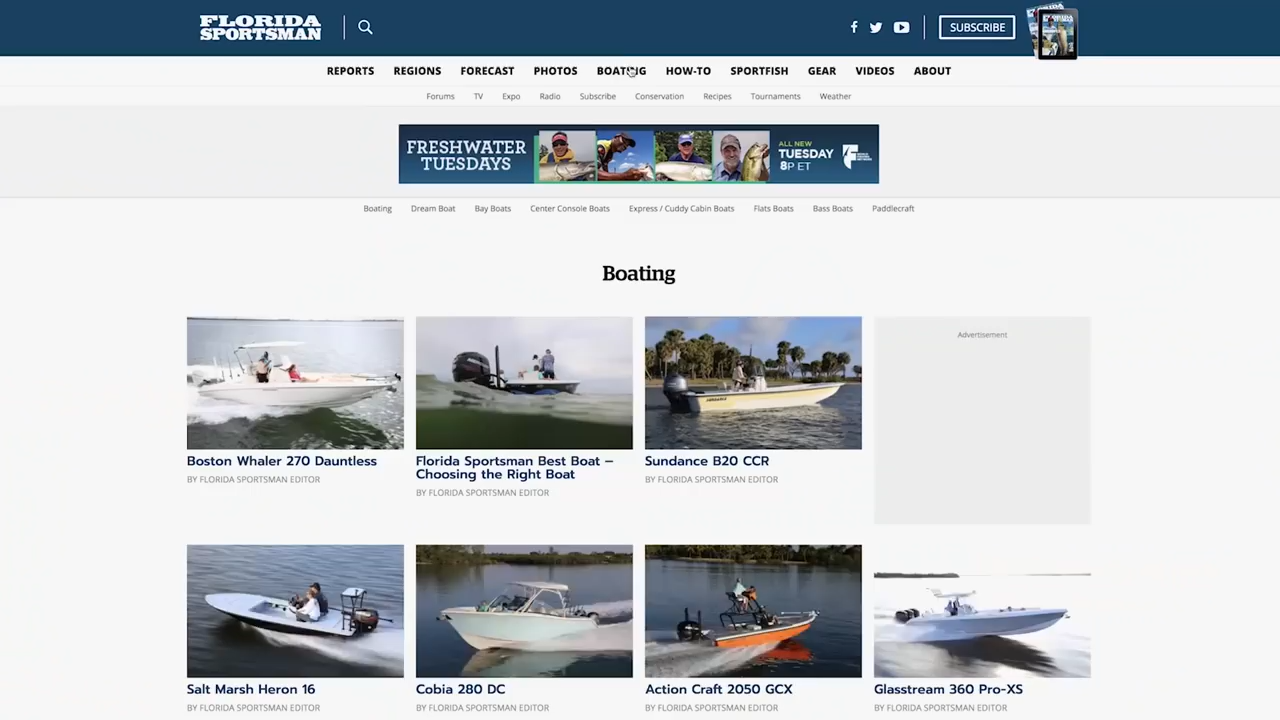 FLORIDA
SPORTSMAN
SUBSCRIBE
REPORTS REGIONS FORECAST PHOTOS BOATING HOW-TO SPORTFISH GEAR VIDEOS ABOUT
Forums TV Expo Radio Subscribe Conservation Recipes Tournaments Weather
FRESHWATER
TUESDAYS
ALL NEW
TUESDAY
8P ET
Boating Dream Boat Bay Boats Center Console Boats Express / Cuddy Cabin Boats Flats Boats Bass Boats Paddlecraft
Boating
Advertisement
Boston Whaler 270 Dauntless
BY FLORIDA SPORTSMAN EDITOR
Florida Sportsman Best Boat –
Choosing the Right Boat
BY FLORIDA SPORTSMAN EDITOR
Sundance B20 CCR
BY FLORIDA SPORTSMAN EDITOR
Salt Marsh Heron 16
BY FLORIDA SPORTSMAN EDITOR
Cobia 280 DC
BY FLORIDA SPORTSMAN EDITOR
Action Craft 2050 GCX
BY FLORIDA SPORTSMAN EDITOR
Glasstream 360 Pro-XS
BY FLORIDA SPORTSMAN EDITOR